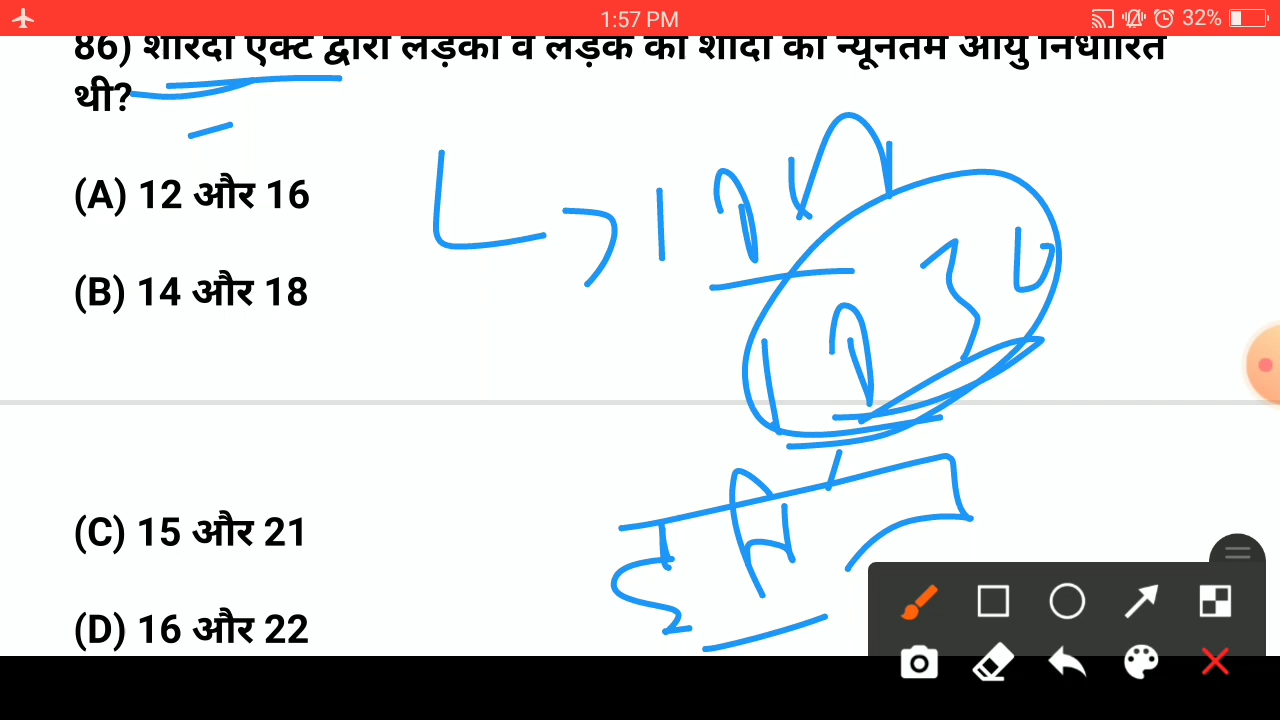 1:57 PM
32%
86) शारदा एक्ट द्वारा लड़की व लड़के की शादी की न्यूनतम आयु निर्धारित
थी?
(A) 12 और 16
(B) 14 और 18
(C) 15 और 21
(D) 16 और 22